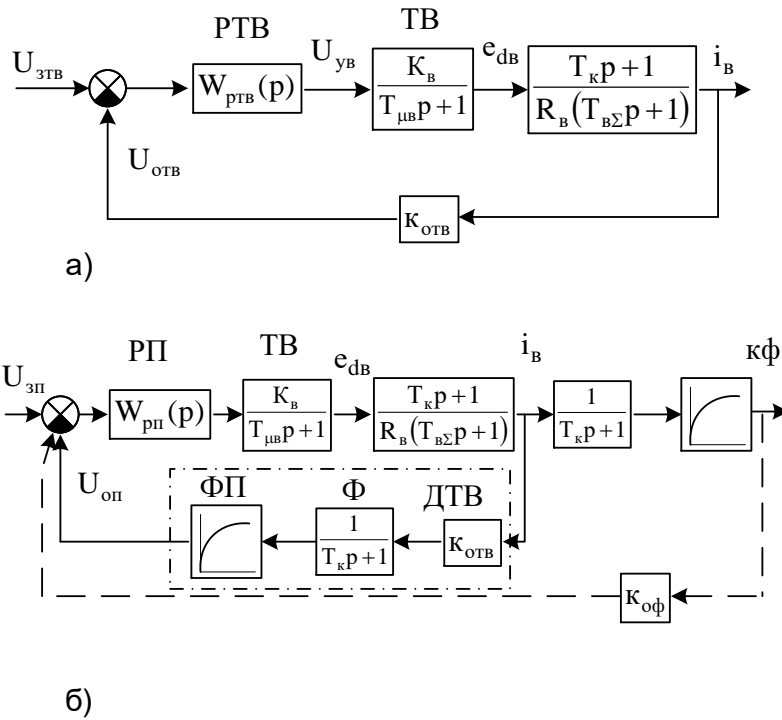 РТВ
ТВ
U_зтв
W_ртв(p)
U_ув
К_в
T_μв p+1
e_dв
T_к p+1
R_в(T_вΣ p+1)
i_в
U_отв
к_отв
а)
РП
ТВ
U_зп
W_рп(p)
К_в
T_μв p+1
e_dв
T_к p+1
R_в(T_вΣ p+1)
i_в
1
T_к p+1
кф
U_оп
ФП
Ф
1
T_к p+1
ДТВ
к_отв
к_оф
б)